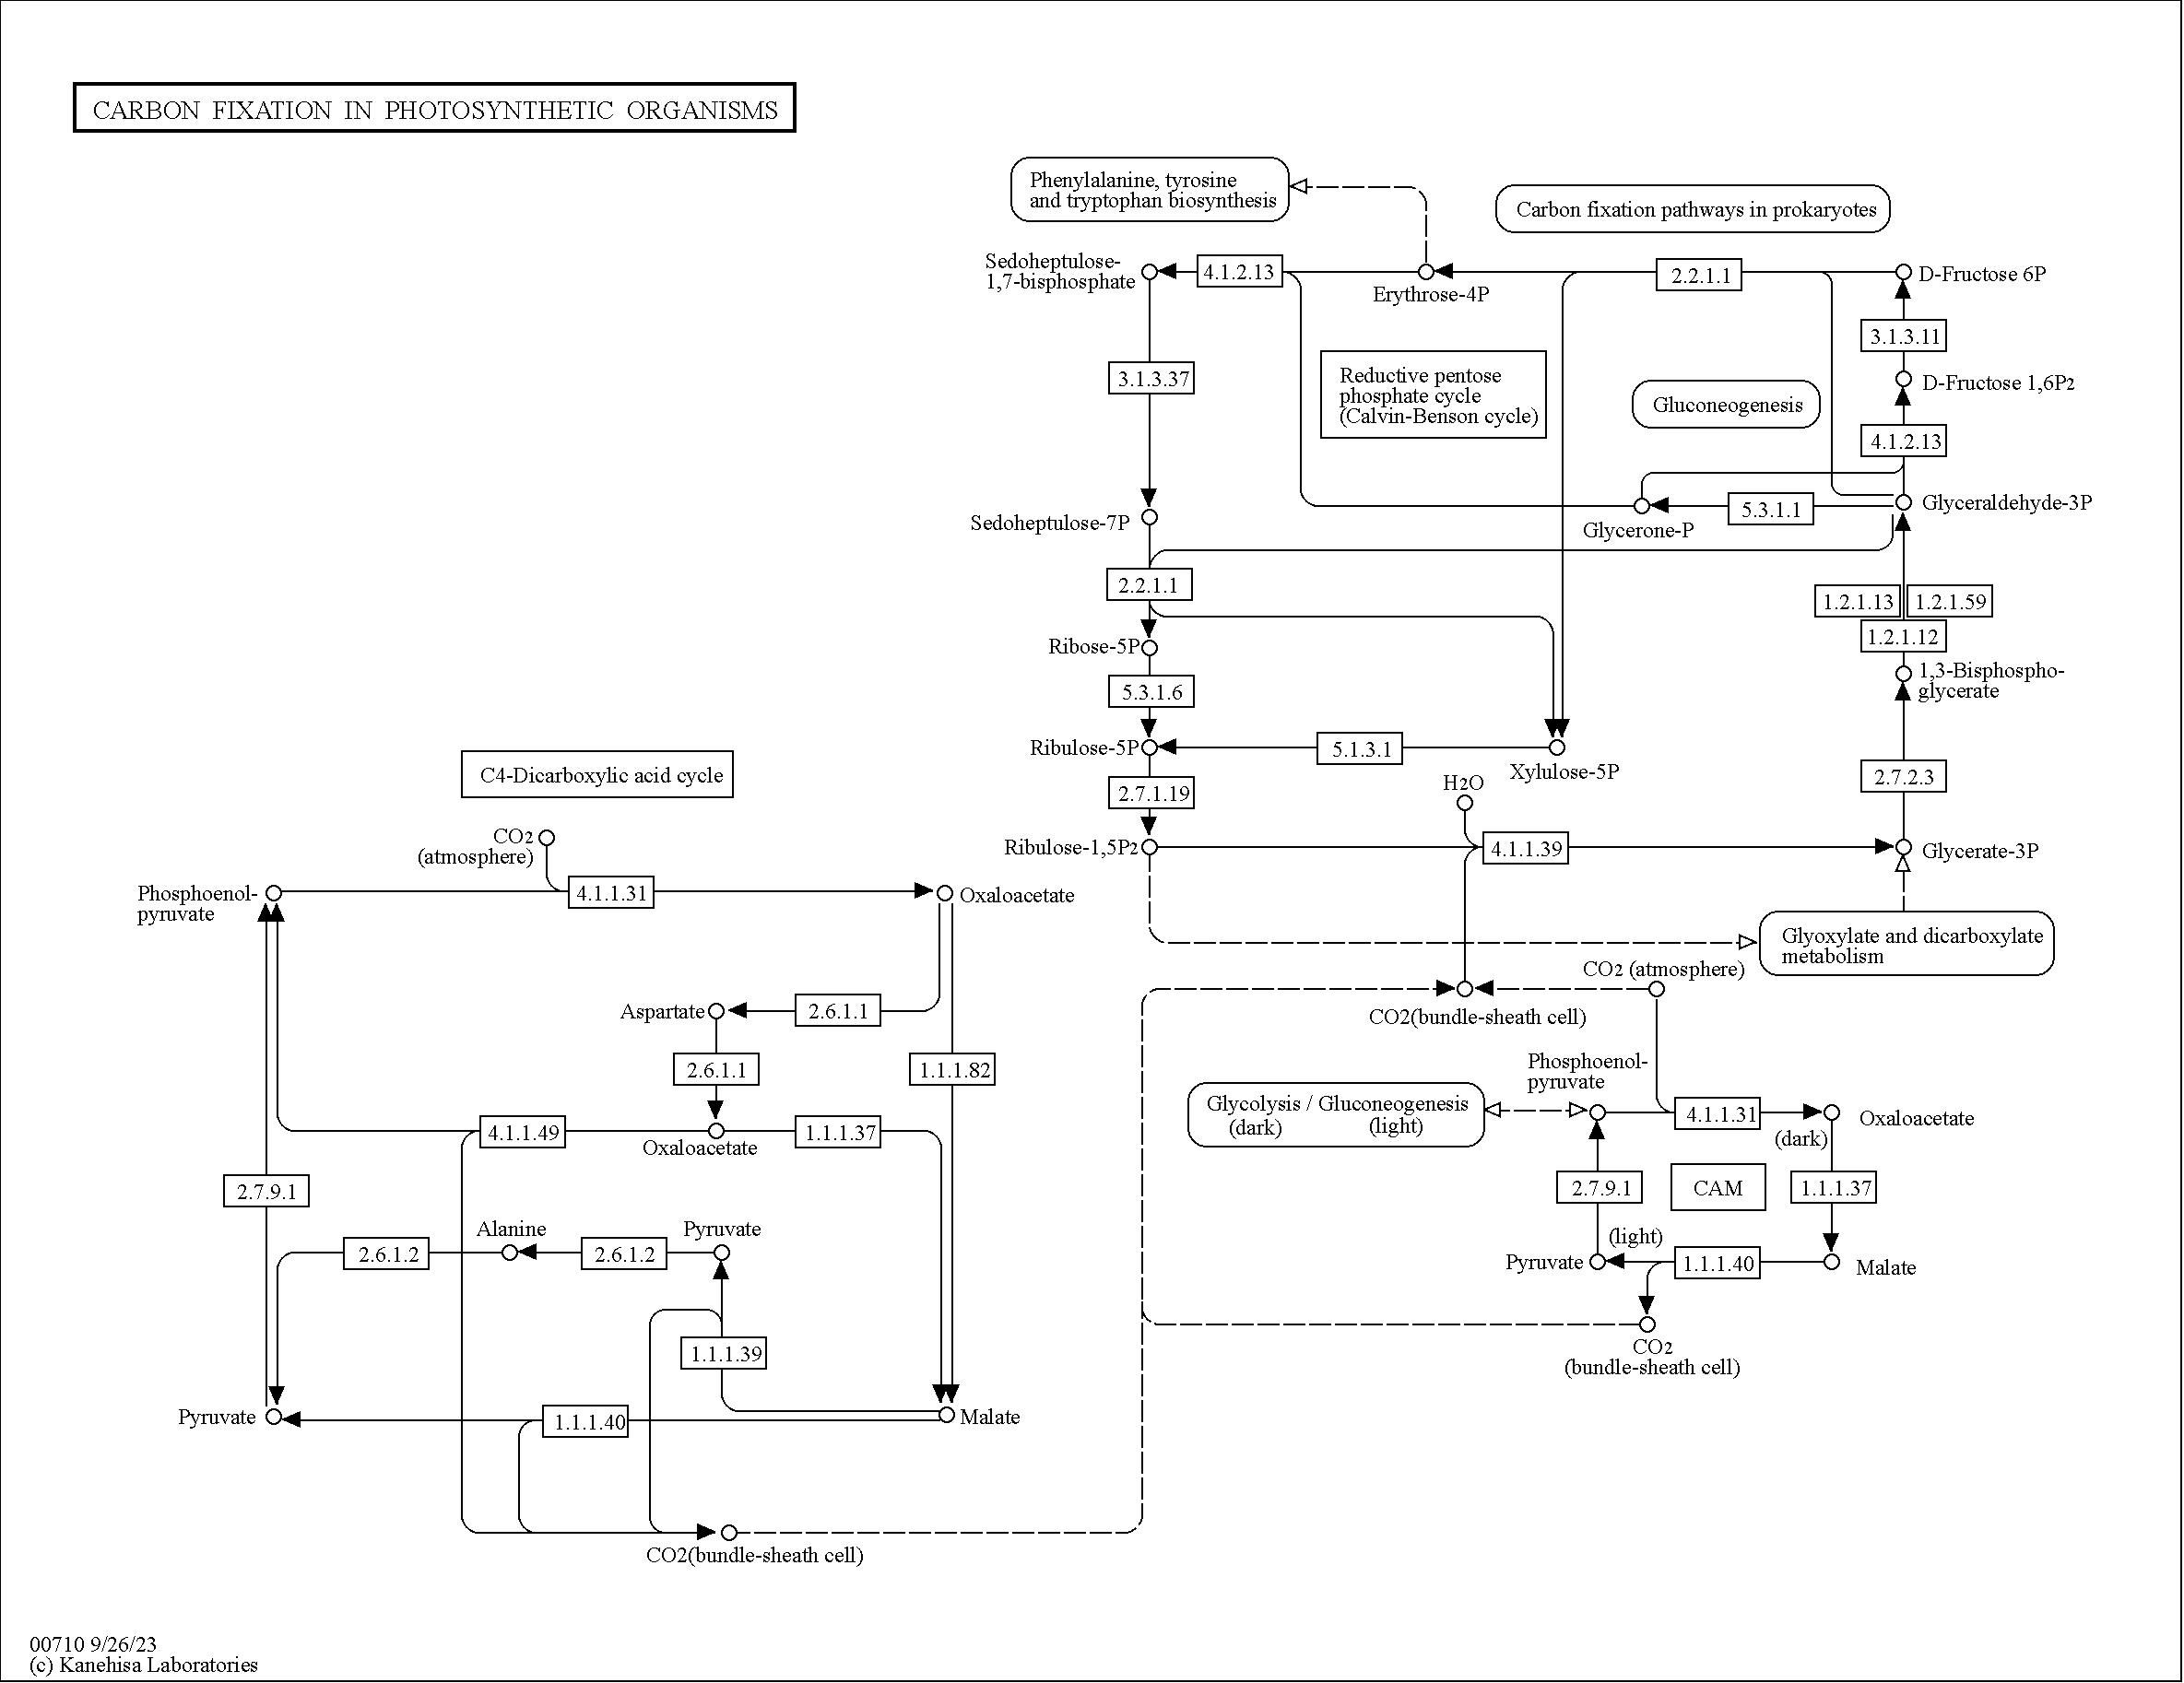 CARBON FIXATION IN PHOTOSYNTHETIC ORGANISMS
Phenylalanine, tyrosine
and tryptophan biosynthesis
Carbon fixation pathways in prokaryotes
Sedoheptulose-
1,7-bisphosphate
4.1.2.13
Erythrose-4P
2.2.1.1
D-Fructose 6P
3.1.3.11
3.1.3.37
Reductive pentose
phosphate cycle
(Calvin-Benson cycle)
Gluconeogenesis
D-Fructose 1,6P2
4.1.2.13
Sedoheptulose-7P
Glycerone-P
5.3.1.1
Glyceraldehyde-3P
2.2.1.1
1.2.1.13
1.2.1.59
1.2.1.12
Ribose-5P
5.3.1.6
1,3-Bisphospho-
glycerate
Ribulose-5P
5.1.3.1
Xylulose-5P
2.7.2.3
2.7.1.19
H2O
Ribulose-1,5P2
4.1.1.39
Glycerate-3P
Glyoxylate and dicarboxylate
metabolism
C4-Dicarboxylic acid cycle
CO2
(atmosphere)
Phosphoenol-
pyruvate
4.1.1.31
Oxaloacetate
Aspartate
2.6.1.1
2.6.1.1
1.1.1.82
4.1.1.49
Oxaloacetate
1.1.1.37
2.7.9.1
Alanine
Pyruvate
2.6.1.2
2.6.1.2
1.1.1.39
Pyruvate
1.1.1.40
Malate
CO2(bundle-sheath cell)
CO2 (atmosphere)
CO2(bundle-sheath cell)
Phosphoenol-
pyruvate
Glycolysis / Gluconeogenesis
(dark) (light)
4.1.1.31
Oxaloacetate
(dark)
2.7.9.1
CAM
1.1.1.37
(light)
Pyruvate
1.1.1.40
Malate
CO2
(bundle-sheath cell)
00710 9/26/23
(c) Kanehisa Laboratories